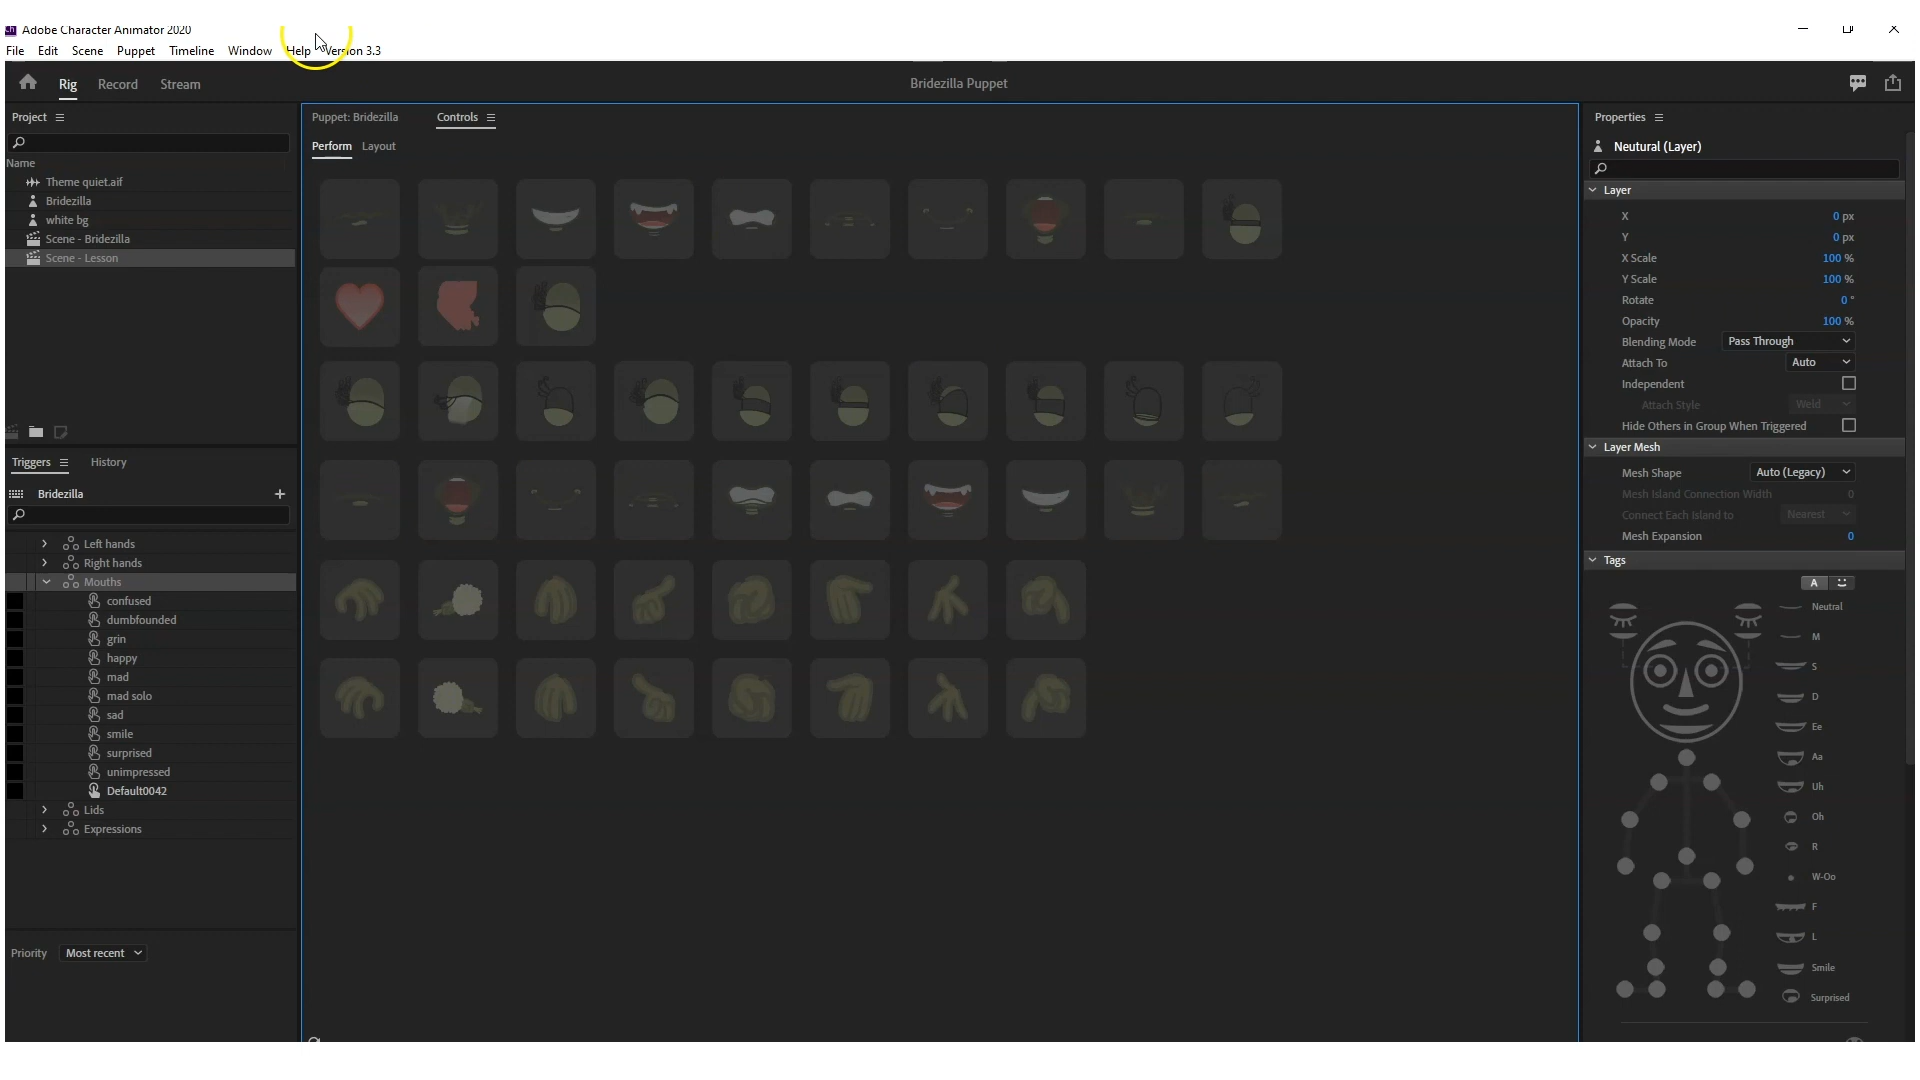 Adobe Character Animator 2020
File Edit Scene Puppet Timeline Window Help Version 3.3
Rig Record Stream
Bridezilla Puppet
Project
Name
Theme quiet.aif
Bridezilla
white bg
Scene - Bridezilla
Scene - Lesson
Triggers History
Bridezilla
Left hands
Right hands
Mouths
confused
dumbfounded
grin
happy
mad
mad solo
sad
smile
surprised
unimpressed
Default0042
Lids
Expressions
Priority Most recent
Puppet: Bridezilla Controls
Perform Layout
Properties
Neutural (Layer)
Layer
X 0 px
Y 0 px
X Scale 100 %
Y Scale 100 %
Rotate 0 °
Opacity 100 %
Blending Mode Pass Through
Attach To Auto
Independent
Attach Style Weld
Hide Others in Group When Triggered
Layer Mesh
Mesh Shape Auto (Legacy)
Mesh Island Connection Width 0
Connect Each Island to Nearest
Mesh Expansion 0
Tags
A
Neutral
M
S
D
Ee
Aa
Uh
Oh
R
W-Oo
F
L
Smile
Surprised